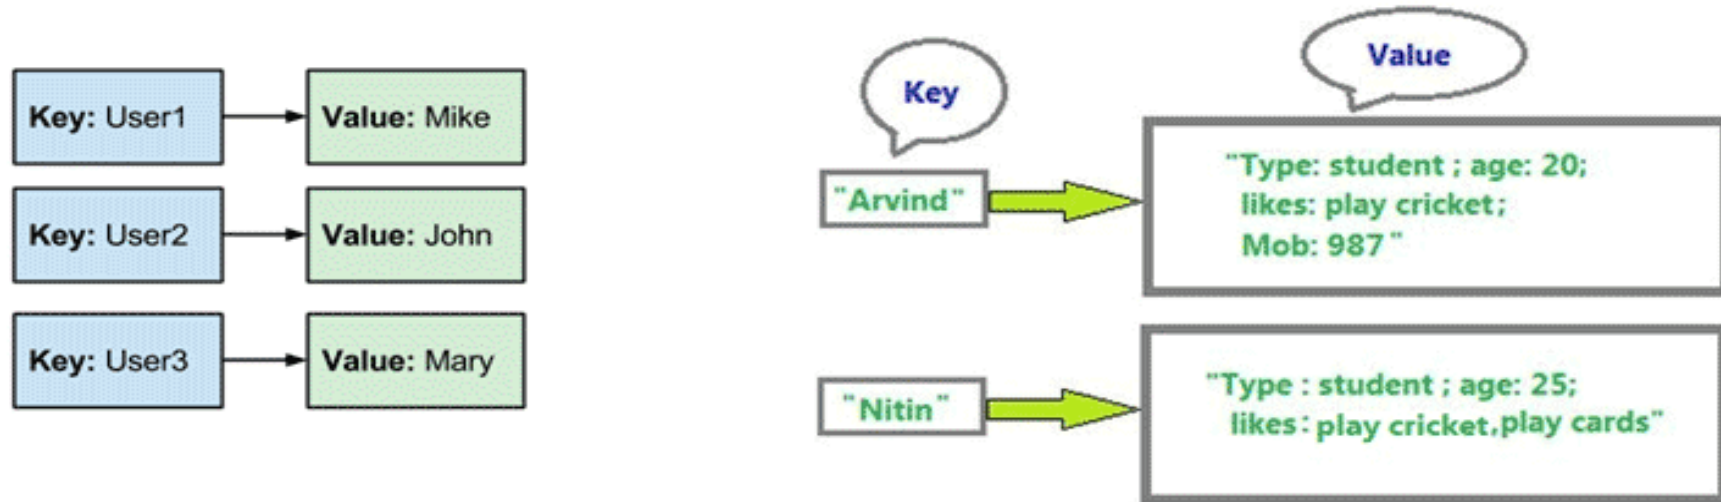 Key: User1
Value: Mike
Key: User2
Value: John
Key: User3
Value: Mary
Key
Value
"Arvind"
"Type: student ; age: 20;
likes: play cricket;
Mob: 987 "
"Nitin"
"Type : student ; age: 25;
likes: play cricket,play cards"